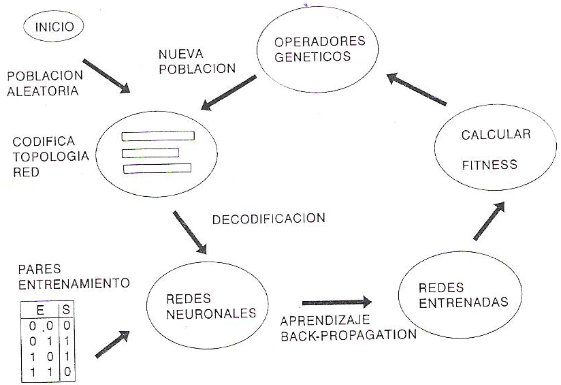 INICIO
OPERADORES
GENETICOS
NUEVA
POBLACION
POBLACION
ALEATORIA
CODIFICA
TOPOLOGIA
RED
CALCULAR
FITNESS
DECODIFICACION
PARES
ENTRENAMIENTO
E S
0 0 0
0 1 1
1 0 1
1 1 0
REDES
NEURONALES
REDES
ENTRENADAS
APRENDIZAJE
BACK-PROPAGATION